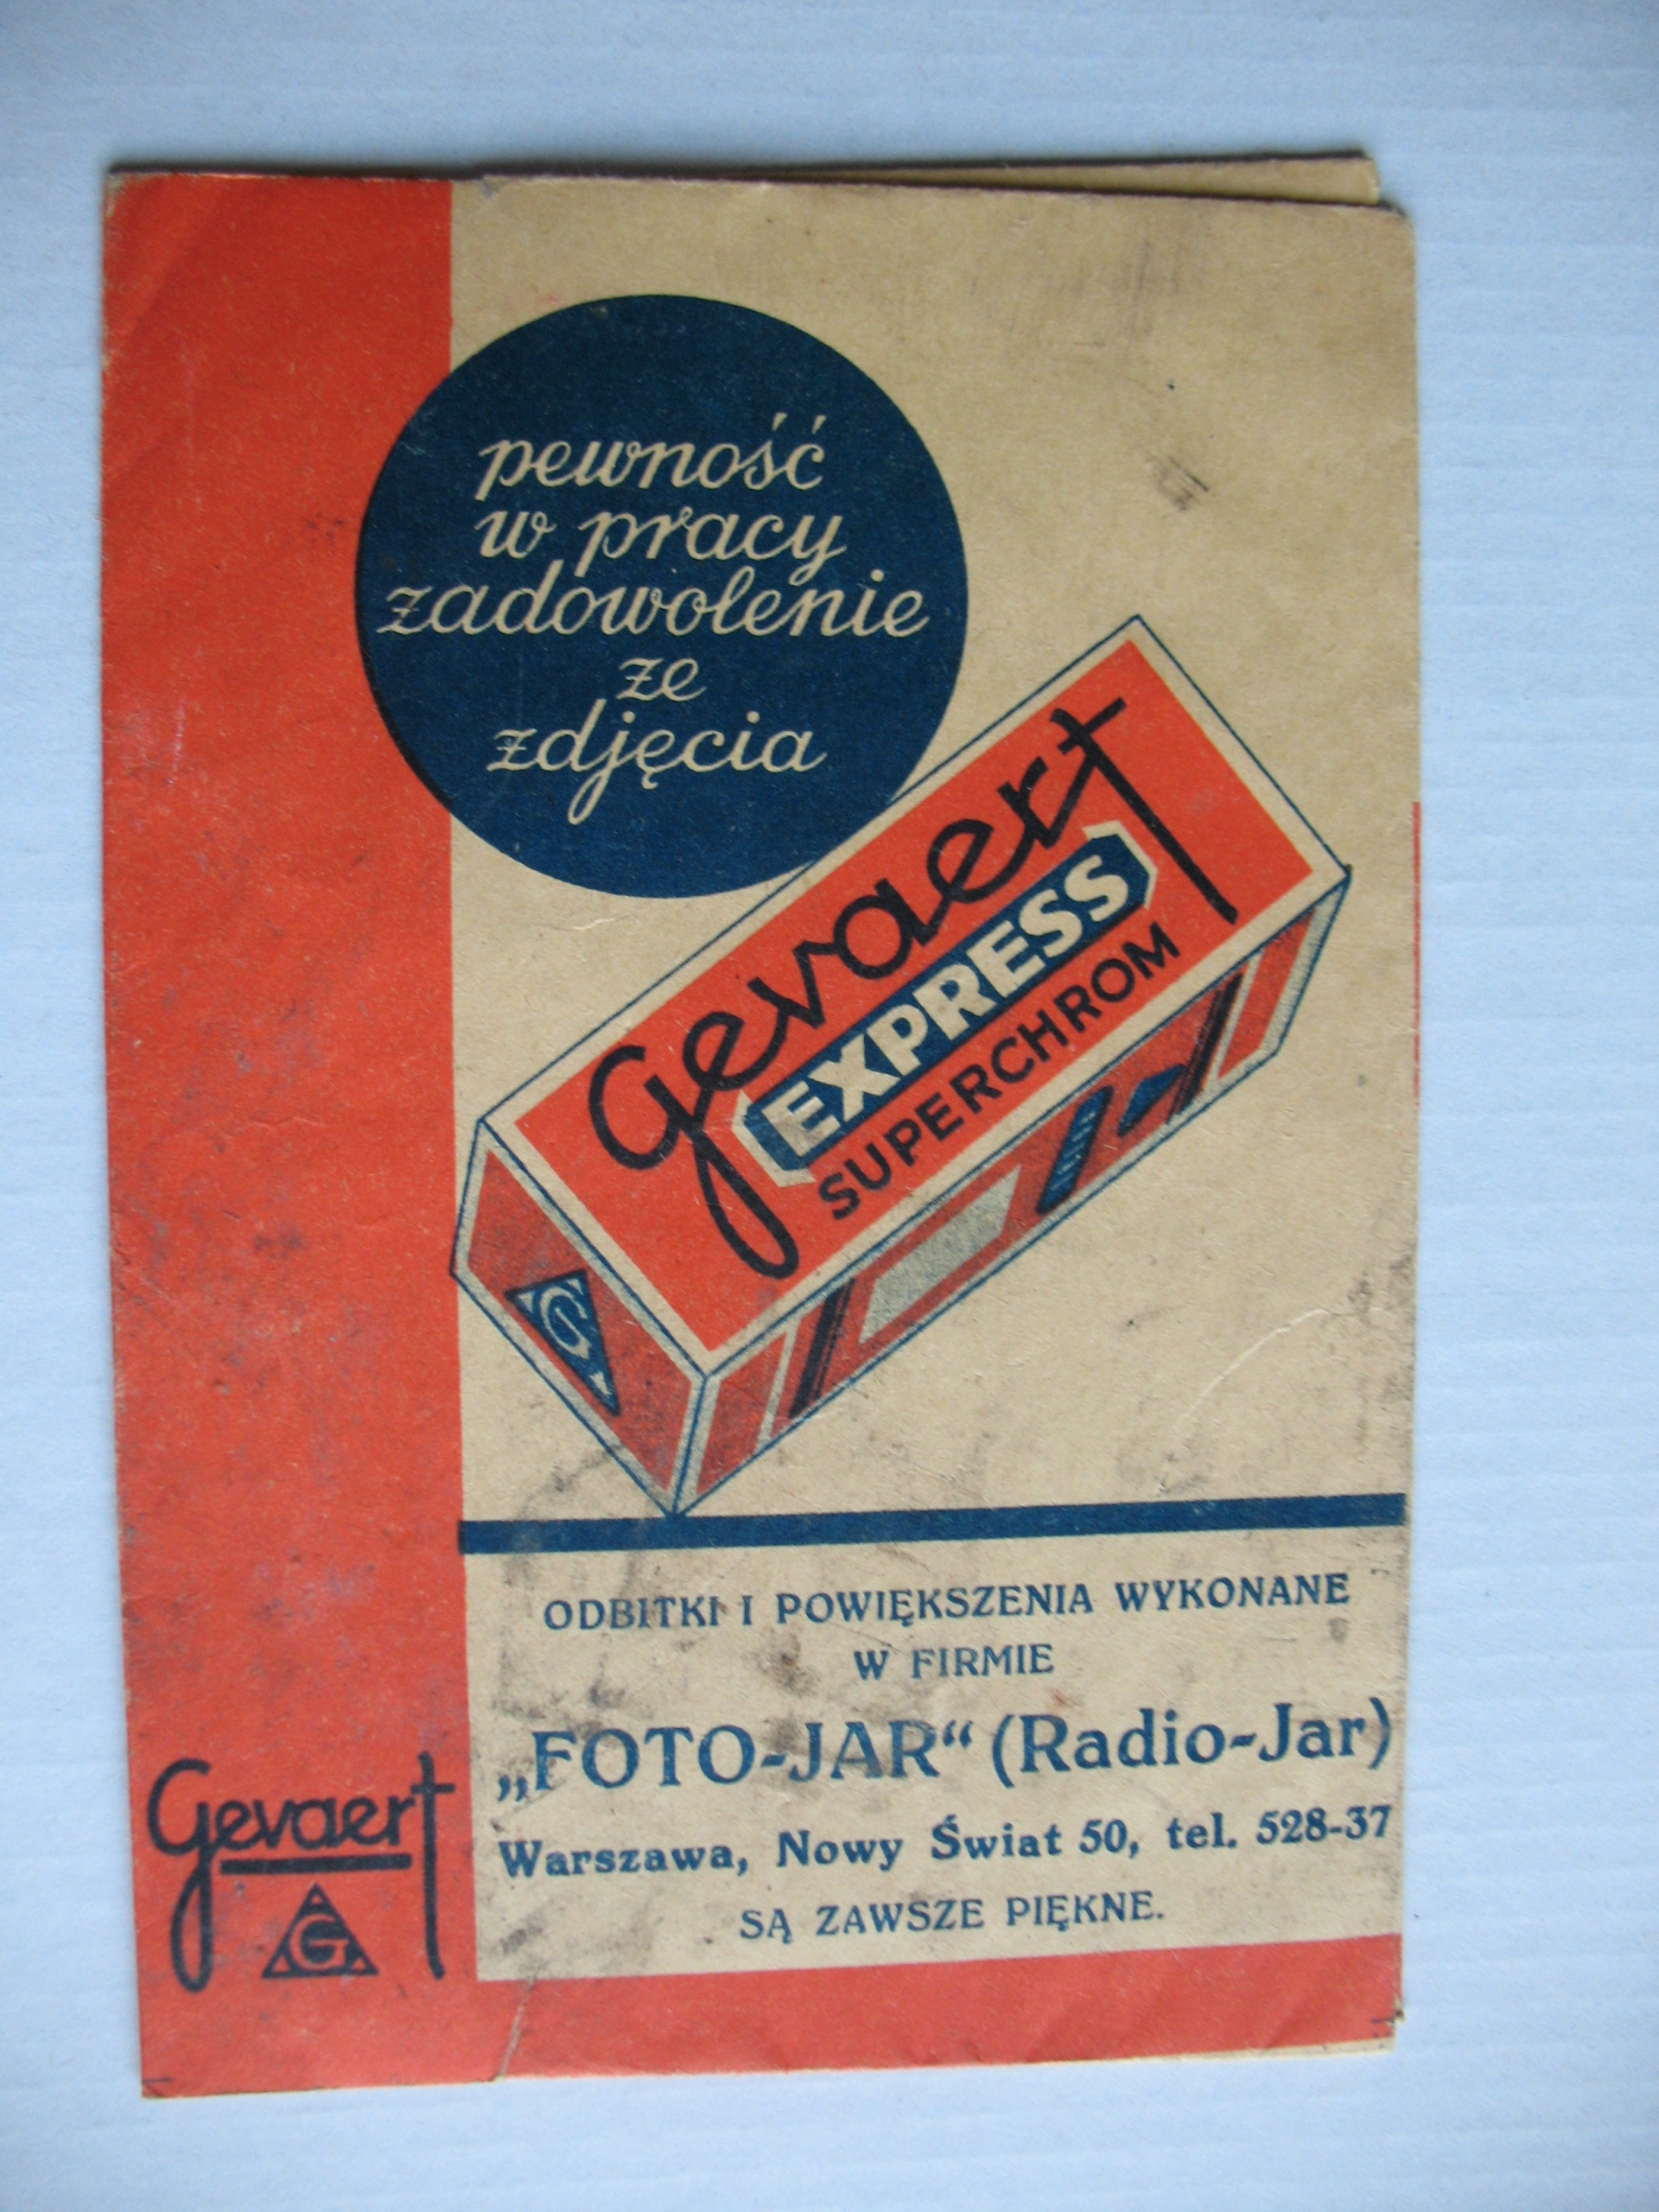 pewność
w pracy
zadowolenie
ze
zdjęcia
Gevaert
EXPRESS
SUPERCHROM
G
ODBITKI I POWIĘKSZENIA WYKONANE
W FIRMIE
„FOTO-JAR“ (Radio-Jar)
Warszawa, Nowy Świat 50, tel. 528-37
SĄ ZAWSZE PIĘKNE.
Gevaert
G